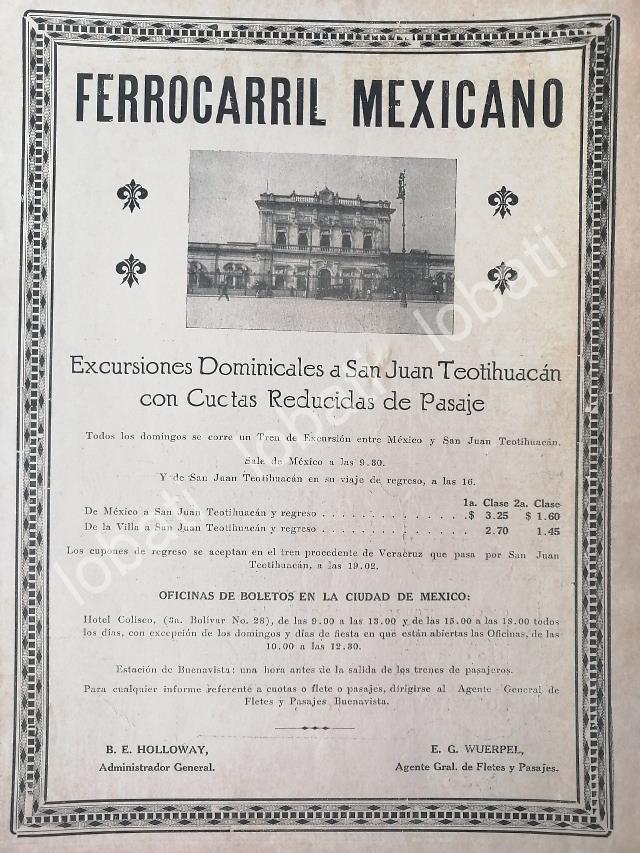 FERROCARRIL MEXICANO
Excursiones Dominicales a San Juan Teotihuacán
con Cuotas Reducidas de Pasaje
Todos los domingos se corre un Tren de Excursión entre México y San Juan Teotihuacán.
Sale de México a las 9.30.
Y de San Juan Teotihuacán en su viaje de regreso, a las 16.
1a. Clase 2a. Clase
De México a San Juan Teotihuacán y regreso . . . . . . . . . . . . . . . . . $ 3.25 $ 1.60
De la Villa a San Juan Teotihuacán y regreso . . . . . . . . . . . . . . . . . 2.70 1.45
Los cupones de regreso se aceptan en el tren procedente de Veracruz que pasa por San Juan
Teotihuacán, a las 19.02.
OFICINAS DE BOLETOS EN LA CIUDAD DE MEXICO:
Hotel Coliseo, (3a. Bolívar No. 28), de las 9.00 a las 13.00 y de las 15.00 a las 18.00 todos
los días, con excepción de los domingos y días de fiesta en que están abiertas las Oficinas, de las
10.00 a las 12.30.
Estación de Buenavista: una hora antes de la salida de los trenes de pasajeros.
Para cualquier informe referente a cuotas o flete o pasajes, dirigirse al Agente General de
Fletes y Pasajes Buenavista.
B. E. HOLLOWAY,
Administrador General.
E. G. WUERPEL,
Agente Gral. de Fletes y Pasajes.
lobati lobati lobati lobati